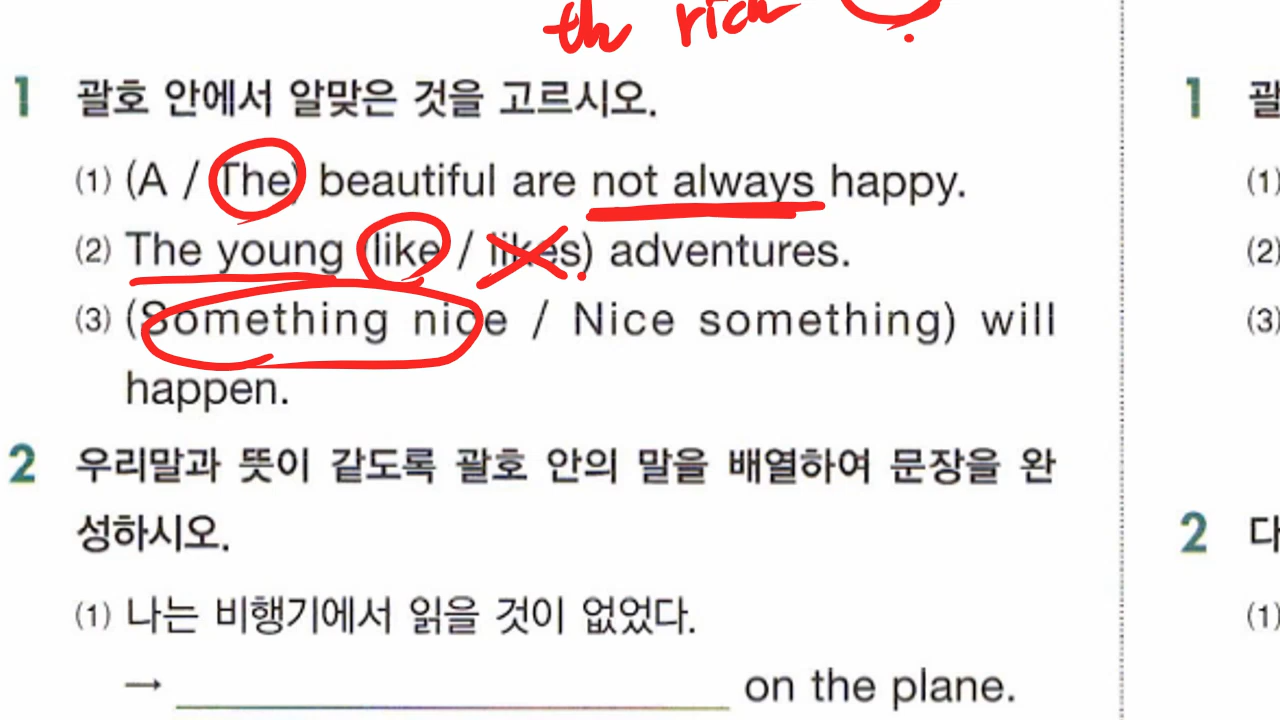 th rich
1 괄호 안에서 알맞은 것을 고르시오.
(1) (A / The) beautiful are not always happy.
(2) The young (like / likes) adventures.
(3) (Something nice / Nice something) will
happen.
2 우리말과 뜻이 같도록 괄호 안의 말을 배열하여 문장을 완
성하시오.
(1) 나는 비행기에서 읽을 것이 없었다.
→ on the plane.
1 괄
(1)
(2)
(3)
2 다
(1)